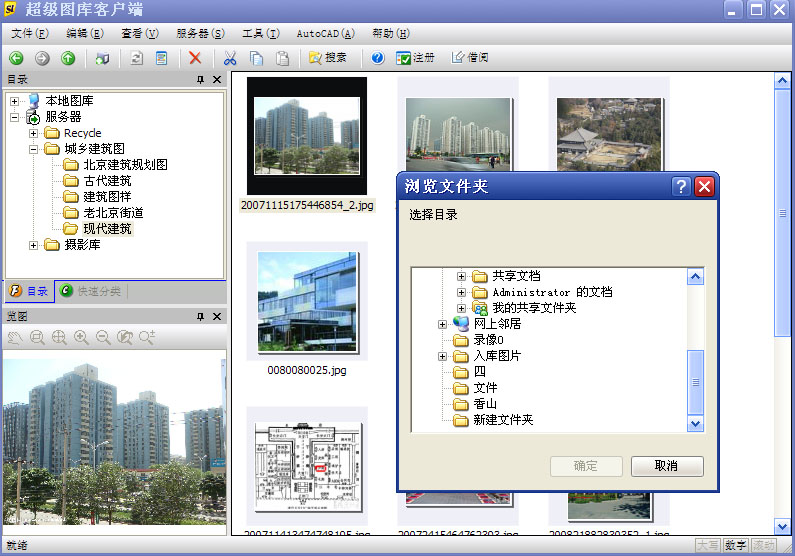 超级图库客户端
文件(F) 编辑(E) 查看(V) 服务器(S) 工具(T) AutoCAD(A) 帮助(H)
搜索 注册 借阅
目录
本地图库
服务器
Recycle
城乡建筑图
北京建筑规划图
古代建筑
建筑图样
老北京街道
现代建筑
摄影库
目录 快速分类
览图
20071115175446854_2.jpg
0080080025.jpg
浏览文件夹
选择目录
共享文档
Administrator 的文档
我的共享文件夹
网上邻居
录像0
入库图片
四
文件
香山
新建文件夹
确定 取消
就绪
大写 数字 滚动